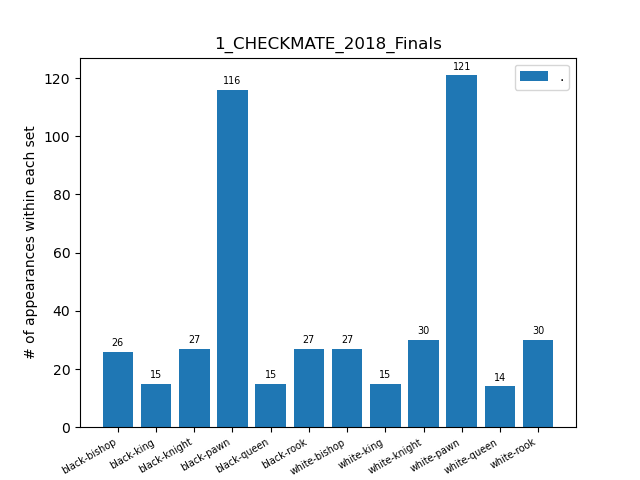 1_CHECKMATE_2018_Finals
# of appearances within each set
120
100
80
60
40
20
0
26
15
27
116
15
27
27
15
30
121
14
30
.
black-bishop
black-king
black-knight
black-pawn
black-queen
black-rook
white-bishop
white-king
white-knight
white-pawn
white-queen
white-rook